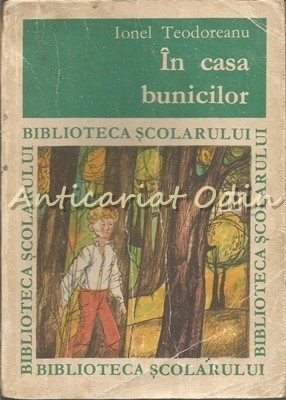 Ionel Teodoreanu
În casa
bunicilor
BIBLIOTECA ȘCOLARULUI
BIBLIOTECA ȘCOLARULUI
Anticariat Odin
BIBLIOTECA ȘCOLARULUI
BIBLIOTECA ȘCOLARULUI